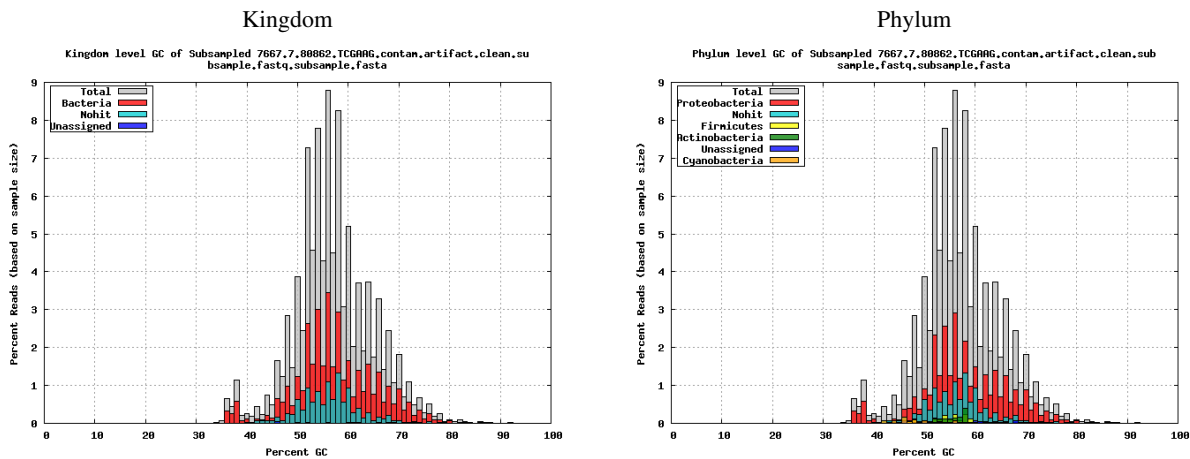 Kingdom
Kingdom level GC of Subsampled 7667.7.80862.TCGAAG.contam.artifact.clean.su
bsample.fastq.subsample.fasta
Percent Reads (based on sample size)
9
8
7
6
5
4
3
2
1
0
Total
Bacteria
Nohit
Unassigned
0 10 20 30 40 50 60 70 80 90 100
Percent GC
Phylum
Phylum level GC of Subsampled 7667.7.80862.TCGAAG.contam.artifact.clean.sub
sample.fastq.subsample.fasta
Percent Reads (based on sample size)
9
8
7
6
5
4
3
2
1
0
Total
Proteobacteria
Nohit
Firmicutes
Actinobacteria
Unassigned
Cyanobacteria
0 10 20 30 40 50 60 70 80 90 100
Percent GC